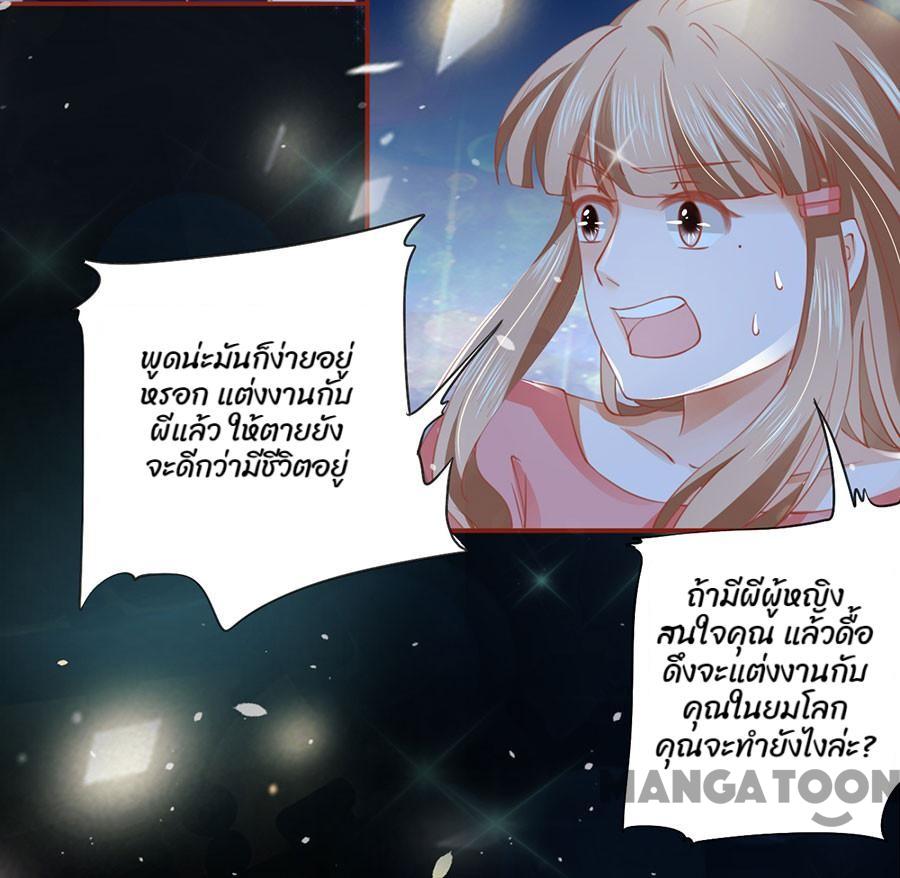 พูดน่ะมันก็ง่ายอยู่
หรอก แต่งงานกับ
ผีแล้ว ให้ตายยัง
จะดีกว่ามีชีวิตอยู่
ถ้ามีผีผู้หญิง
สนใจคุณ แล้วดื้อ
ดึงจะแต่งงานกับ
คุณในยมโลก
คุณจะทำยังไงล่ะ?
MANGATOON